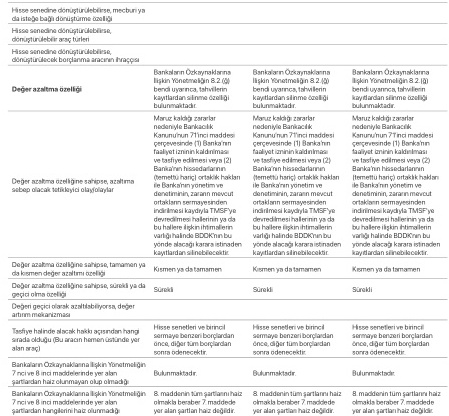 Hisse senedine dönüştürülebilirse, mecburi ya
da isteğe bağlı dönüştürme özelliği
Hisse senedine dönüştürülebilirse,
dönüştürülebilir araç türleri
Hisse senedine dönüştürülebilirse,
dönüştürülecek borçlanma aracının ihraççısı
Değer azaltma özelliği
Bankaların Özkaynaklarına
İlişkin Yönetmeliğin 8.2.(ğ)
bendi uyarınca, tahvillerin
kayıtlardan silinme özelliği
bulunmaktadır.
Bankaların Özkaynaklarına
İlişkin Yönetmeliğin 8.2.(ğ)
bendi uyarınca, tahvillerin
kayıtlardan silinme özelliği
bulunmaktadır.
Bankaların Özkaynaklarına
İlişkin Yönetmeliğin 8.2.(ğ)
bendi uyarınca, tahvillerin
kayıtlardan silinme özelliği
bulunmaktadır.
Değer azaltma özelliğine sahipse, azaltıma
sebep olacak tetikleyici olay/olaylar
Maruz kaldığı zararlar
nedeniyle Bankacılık
Kanunu'nun 71'inci maddesi
çerçevesinde (1) Banka'nın
faaliyet izninin kaldırılması
ve tasfiye edilmesi veya (2)
Banka'nın hissedarlarının
(temettü hariç) ortaklık hakları
ile Banka'nın yönetim ve
denetiminin, zararın mevcut
ortakların sermayesinden
indirilmesi kaydıyla TMSF'ye
devredilmesi hallerinin ya da
bu hallere ilişkin ihtimallerin
varlığı halinde BDDK'nın bu
yönde alacağı karara istinaden
kayıtlardan silinebilecektir.
Maruz kaldığı zararlar
nedeniyle Bankacılık
Kanunu'nun 71'inci maddesi
çerçevesinde (1) Banka'nın
faaliyet izninin kaldırılması
ve tasfiye edilmesi veya (2)
Banka'nın hissedarlarının
(temettü hariç) ortaklık hakları
ile Banka'nın yönetim ve
denetiminin, zararın mevcut
ortakların sermayesinden
indirilmesi kaydıyla TMSF'ye
devredilmesi hallerinin ya da
bu hallere ilişkin ihtimallerin
varlığı halinde BDDK'nın bu
yönde alacağı karara istinaden
kayıtlardan silinebilecektir.
Maruz kaldığı zararlar
nedeniyle Bankacılık
Kanunu'nun 71'inci maddesi
çerçevesinde (1) Banka'nın
faaliyet izninin kaldırılması
ve tasfiye edilmesi veya (2)
Banka'nın hissedarlarının
(temettü hariç) ortaklık hakları
ile Banka'nın yönetim ve
denetiminin, zararın mevcut
ortakların sermayesinden
indirilmesi kaydıyla TMSF'ye
devredilmesi hallerinin ya da
bu hallere ilişkin ihtimallerin
varlığı halinde BDDK'nın bu
yönde alacağı karara istinaden
kayıtlardan silinebilecektir.
Değer azaltma özelliğine sahipse, tamamen ya
da kısmen değer azaltımı özelliği
Kısmen ya da tamamen
Kısmen ya da tamamen
Kısmen ya da tamamen
Değer azaltma özelliğine sahipse, sürekli ya da
geçici olma özelliği
Sürekli
Sürekli
Sürekli
Değeri geçici olarak azaltılabiliyorsa, değer
artırım mekanizması
Tasfiye halinde alacak hakkı açısından hangi
sırada olduğu (Bu aracın hemen üstünde yer
alan araç)
Hisse senetleri ve birincil
sermaye benzeri borçlardan
önce, diğer tüm borçlardan
sonra ödenecektir.
Hisse senetleri ve birincil
sermaye benzeri borçlardan
önce, diğer tüm borçlardan
sonra ödenecektir.
Hisse senetleri ve birincil
sermaye benzeri borçlardan
önce, diğer tüm borçlardan
sonra ödenecektir.
Bankaların Özkaynaklarına İlişkin Yönetmeliğin
7 nci ve 8 inci maddelerinde yer alan
şartlardan haiz olunmayan olup olmadığı
Bulunmaktadır.
Bulunmaktadır.
Bulunmaktadır.
Bankaların Özkaynaklarına İlişkin Yönetmeliğin
7 nci ve 8 inci maddelerinde yer alan
şartlardan hangilerini haiz olunmadığı
8. maddenin tüm şartlarını haiz
olmakla beraber 7. maddede
yer alan şartları haiz değildir.
8. maddenin tüm şartlarını haiz
olmakla beraber 7. maddede
yer alan şartları haiz değildir.
8. maddenin tüm şartlarını haiz
olmakla beraber 7. maddede
yer alan şartları haiz değildir.